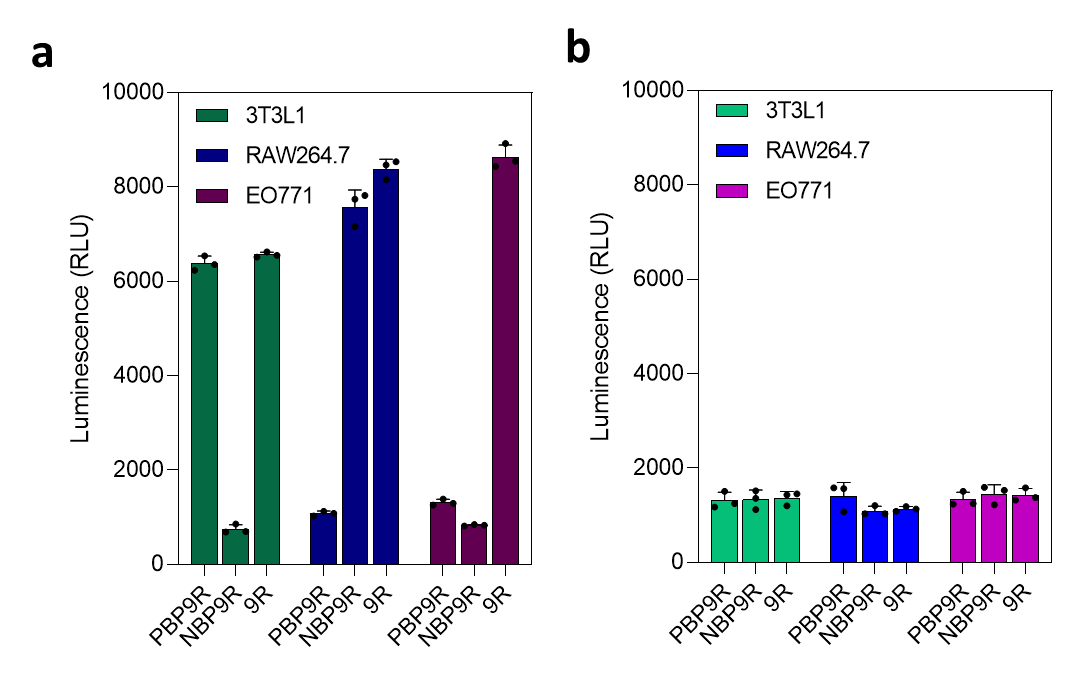 a
10000
8000
6000
4000
2000
0
Luminescence (RLU)
3T3L1
RAW264.7
EO771
PBP9R
NBP9R
9R
PBP9R
NBP9R
9R
PBP9R
NBP9R
9R
b
10000
8000
6000
4000
2000
0
Luminescence (RLU)
3T3L1
RAW264.7
EO771
PBP9R
NBP9R
9R
PBP9R
NBP9R
9R
PBP9R
NBP9R
9R